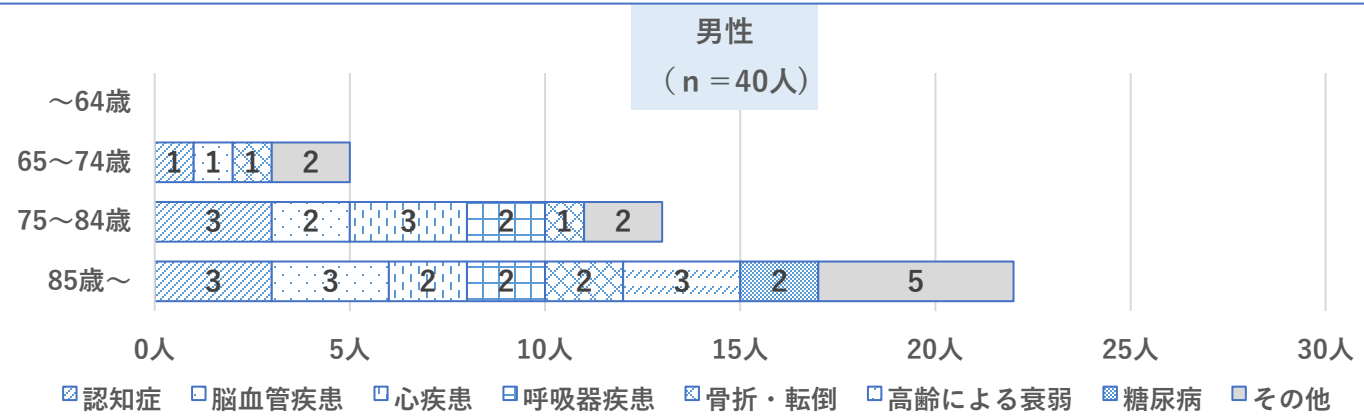 男性
（ｎ＝40人）
～64歳
65～74歳 1 1 1 2
75～84歳 3 2 3 2 1 2
85歳～ 3 3 2 2 2 3 2 5
0人 5人 10人 15人 20人 25人 30人
認知症 脳血管疾患 心疾患 呼吸器疾患 骨折・転倒 高齢による衰弱 糖尿病 その他